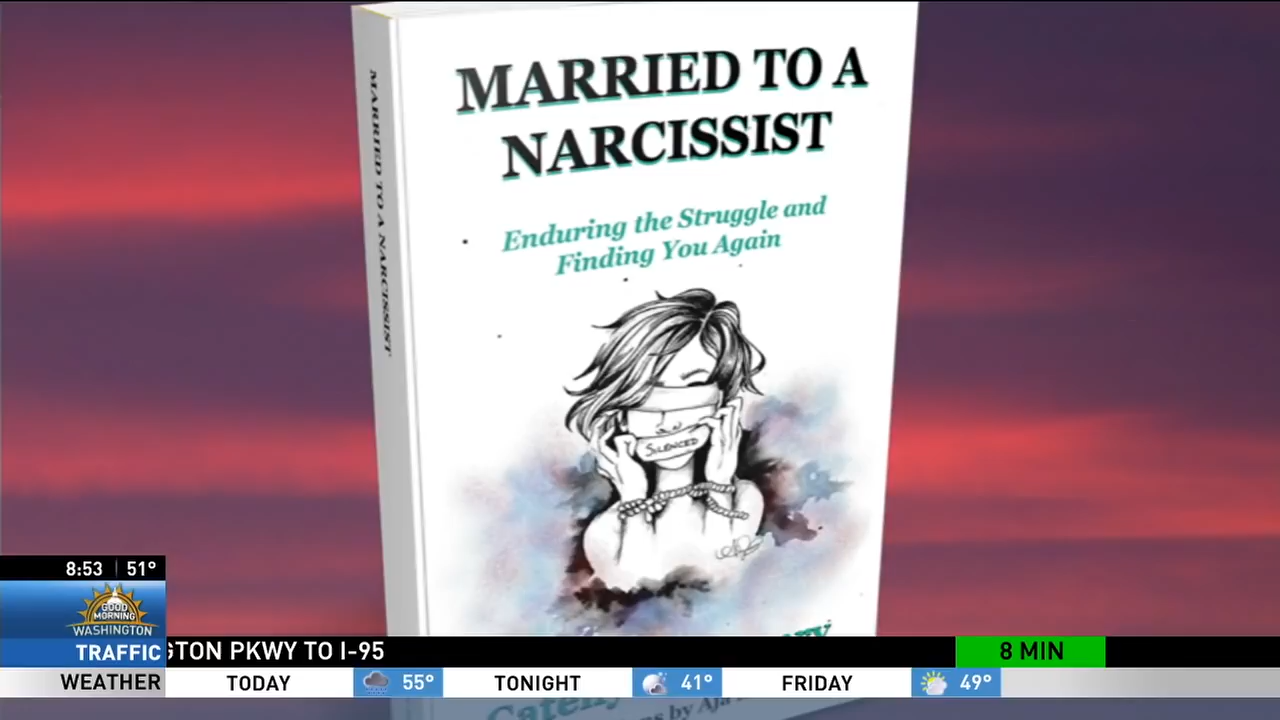 MARRIED TO A
NARCISSIST
Enduring the Struggle and
Finding You Again
MARRIED TO A NARCISSIST
SILENCED
8:53 51°
GOOD
MORNING
WASHINGTON
TRAFFIC GTON PKWY TO I-95 8 MIN
WEATHER TODAY 55° TONIGHT 41° FRIDAY 49°
by